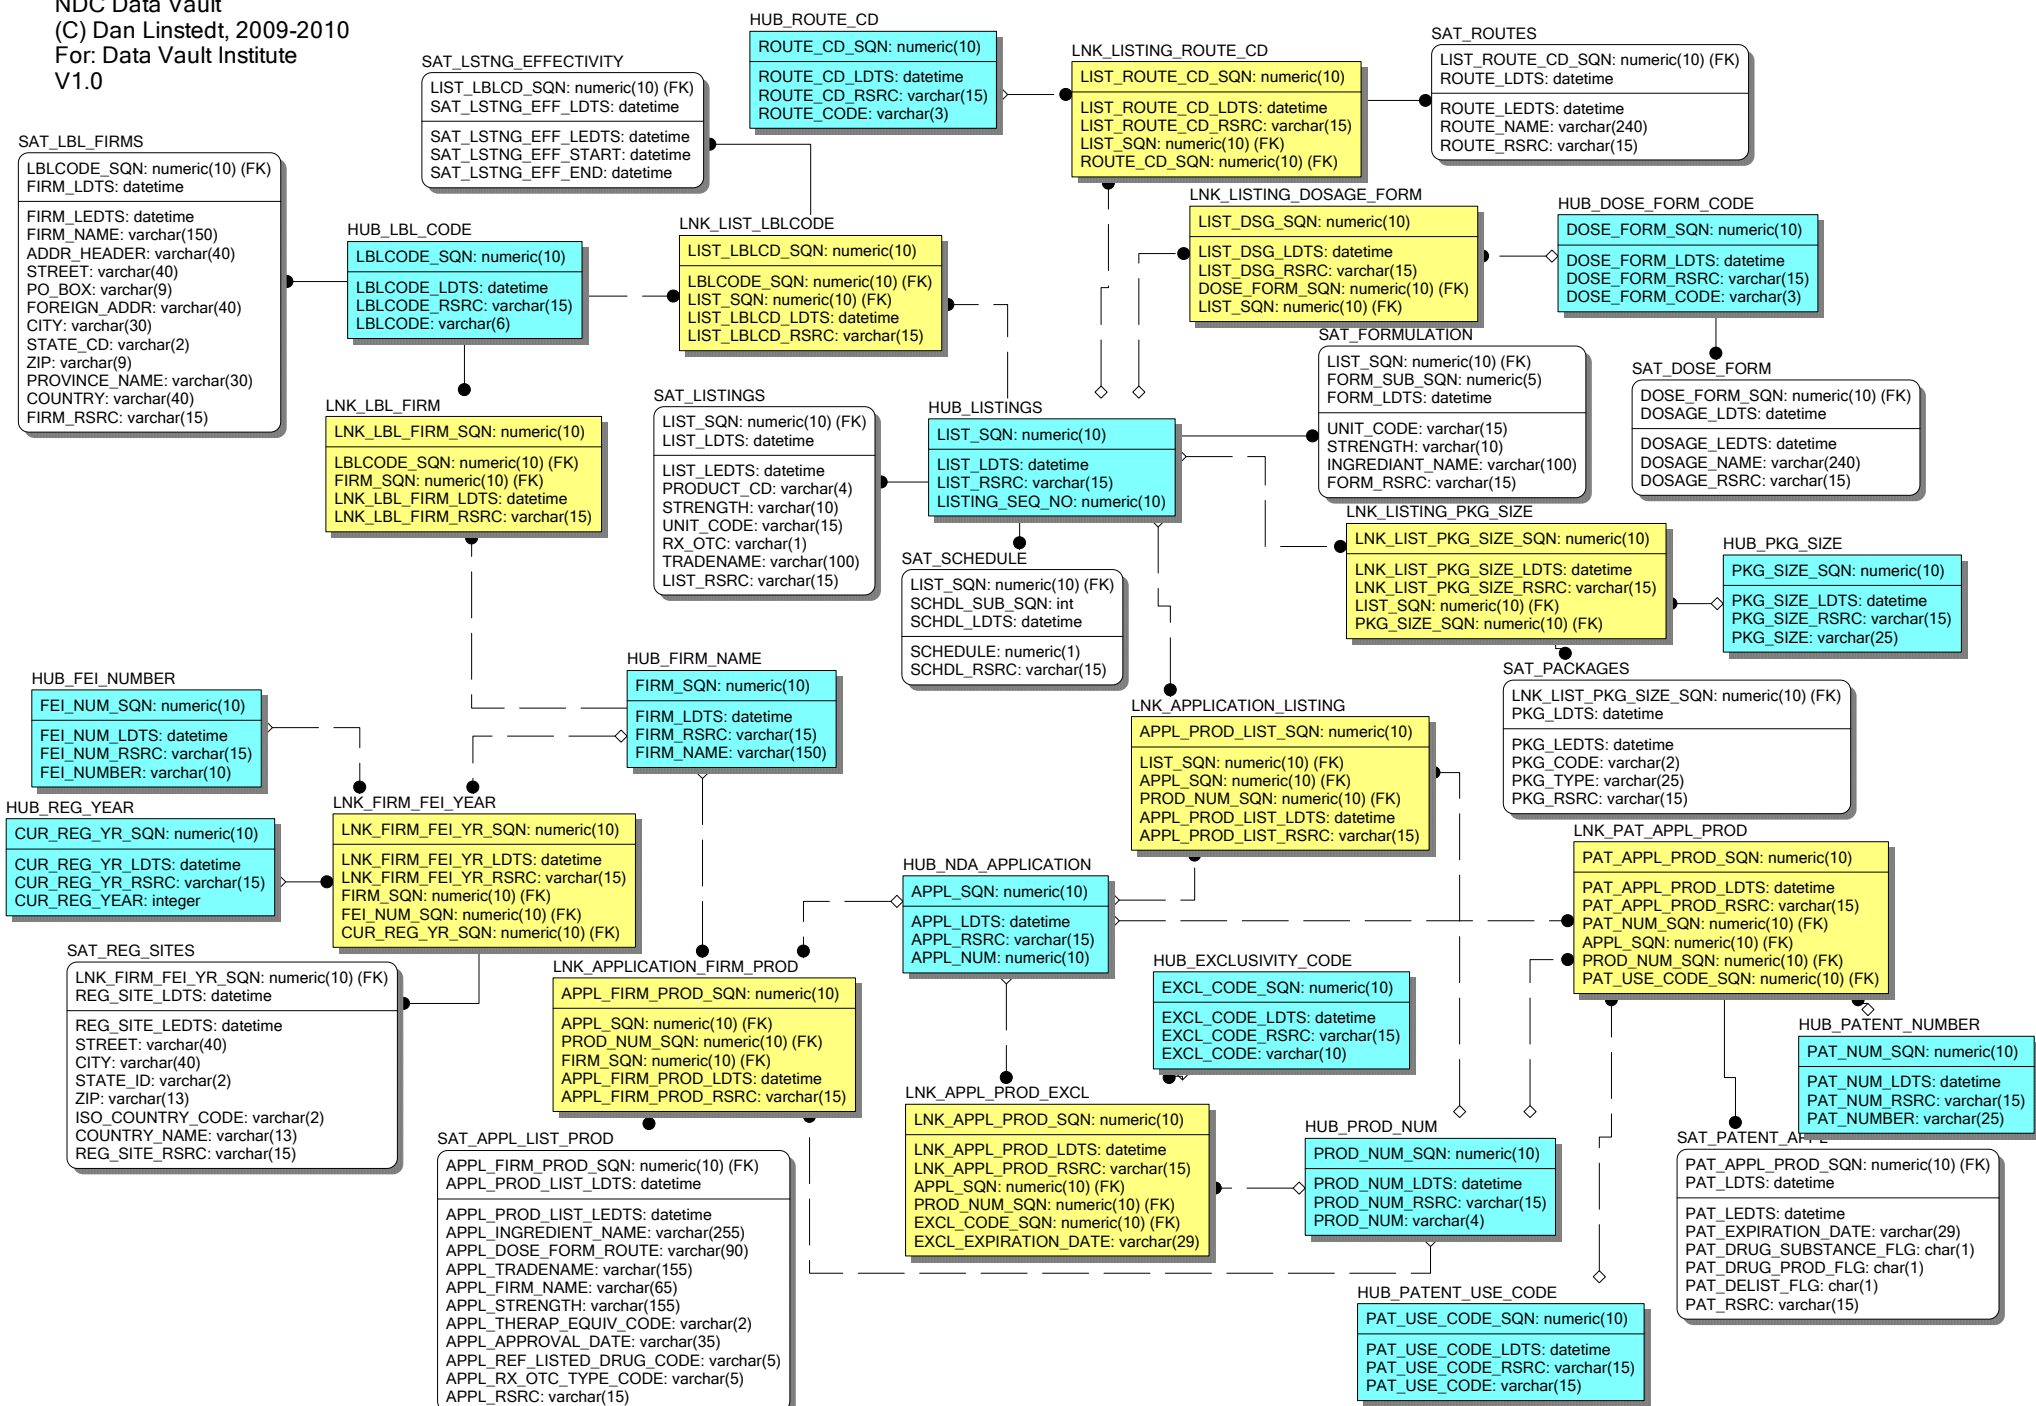 NDC Data Vault
(C) Dan Linstedt, 2009-2010
For: Data Vault Institute
V1.0
HUB_ROUTE_CD
ROUTE_CD_SQN: numeric(10)
ROUTE_CD_LDTS: datetime
ROUTE_CD_RSRC: varchar(15)
ROUTE_CODE: varchar(3)
LNK_LISTING_ROUTE_CD
LIST_ROUTE_CD_SQN: numeric(10)
LIST_ROUTE_CD_LDTS: datetime
LIST_ROUTE_CD_RSRC: varchar(15)
LIST_SQN: numeric(10) (FK)
ROUTE_CD_SQN: numeric(10) (FK)
SAT_ROUTES
LIST_ROUTE_CD_SQN: numeric(10) (FK)
ROUTE_LDTS: datetime
ROUTE_LEDTS: datetime
ROUTE_NAME: varchar(240)
ROUTE_RSRC: varchar(15)
SAT_LSTNG_EFFECTIVITY
LIST_LBLCD_SQN: numeric(10) (FK)
SAT_LSTNG_EFF_LDTS: datetime
SAT_LSTNG_EFF_LEDTS: datetime
SAT_LSTNG_EFF_START: datetime
SAT_LSTNG_EFF_END: datetime
SAT_LBL_FIRMS
LBLCODE_SQN: numeric(10) (FK)
FIRM_LDTS: datetime
FIRM_LEDTS: datetime
FIRM_NAME: varchar(150)
ADDR_HEADER: varchar(40)
STREET: varchar(40)
PO_BOX: varchar(9)
FOREIGN_ADDR: varchar(40)
CITY: varchar(30)
STATE_CD: varchar(2)
ZIP: varchar(9)
PROVINCE_NAME: varchar(30)
COUNTRY: varchar(40)
FIRM_RSRC: varchar(15)
HUB_LBL_CODE
LBLCODE_SQN: numeric(10)
LBLCODE_LDTS: datetime
LBLCODE_RSRC: varchar(15)
LBLCODE: varchar(6)
LNK_LIST_LBLCODE
LIST_LBLCD_SQN: numeric(10)
LBLCODE_SQN: numeric(10) (FK)
LIST_SQN: numeric(10) (FK)
LIST_LBLCD_LDTS: datetime
LIST_LBLCD_RSRC: varchar(15)
LNK_LISTING_DOSAGE_FORM
LIST_DSG_SQN: numeric(10)
LIST_DSG_LDTS: datetime
LIST_DSG_RSRC: varchar(15)
DOSE_FORM_SQN: numeric(10) (FK)
LIST_SQN: numeric(10) (FK)
HUB_DOSE_FORM_CODE
DOSE_FORM_SQN: numeric(10)
DOSE_FORM_LDTS: datetime
DOSE_FORM_RSRC: varchar(15)
DOSE_FORM_CODE: varchar(3)
SAT_FORMULATION
LIST_SQN: numeric(10) (FK)
FORM_SUB_SQN: numeric(5)
FORM_LDTS: datetime
UNIT_CODE: varchar(15)
STRENGTH: varchar(10)
INGREDIANT_NAME: varchar(100)
FORM_RSRC: varchar(15)
SAT_DOSE_FORM
DOSE_FORM_SQN: numeric(10) (FK)
DOSAGE_LDTS: datetime
DOSAGE_LEDTS: datetime
DOSAGE_NAME: varchar(240)
DOSAGE_RSRC: varchar(15)
LNK_LBL_FIRM
LNK_LBL_FIRM_SQN: numeric(10)
LBLCODE_SQN: numeric(10) (FK)
FIRM_SQN: numeric(10) (FK)
LNK_LBL_FIRM_LDTS: datetime
LNK_LBL_FIRM_RSRC: varchar(15)
SAT_LISTINGS
LIST_SQN: numeric(10) (FK)
LIST_LDTS: datetime
LIST_LEDTS: datetime
PRODUCT_CD: varchar(4)
STRENGTH: varchar(10)
UNIT_CODE: varchar(15)
RX_OTC: varchar(1)
TRADENAME: varchar(100)
LIST_RSRC: varchar(15)
HUB_LISTINGS
LIST_SQN: numeric(10)
LIST_LDTS: datetime
LIST_RSRC: varchar(15)
LISTING_SEQ_NO: numeric(10)
SAT_SCHEDULE
LIST_SQN: numeric(10) (FK)
SCHDL_SUB_SQN: int
SCHDL_LDTS: datetime
SCHEDULE: numeric(1)
SCHDL_RSRC: varchar(15)
LNK_LISTING_PKG_SIZE
LNK_LIST_PKG_SIZE_SQN: numeric(10)
LNK_LIST_PKG_SIZE_LDTS: datetime
LNK_LIST_PKG_SIZE_RSRC: varchar(15)
LIST_SQN: numeric(10) (FK)
PKG_SIZE_SQN: numeric(10) (FK)
HUB_PKG_SIZE
PKG_SIZE_SQN: numeric(10)
PKG_SIZE_LDTS: datetime
PKG_SIZE_RSRC: varchar(15)
PKG_SIZE: varchar(25)
SAT_PACKAGES
LNK_LIST_PKG_SIZE_SQN: numeric(10) (FK)
PKG_LDTS: datetime
PKG_LEDTS: datetime
PKG_CODE: varchar(2)
PKG_TYPE: varchar(25)
PKG_RSRC: varchar(15)
HUB_FEI_NUMBER
FEI_NUM_SQN: numeric(10)
FEI_NUM_LDTS: datetime
FEI_NUM_RSRC: varchar(15)
FEI_NUMBER: varchar(10)
HUB_FIRM_NAME
FIRM_SQN: numeric(10)
FIRM_LDTS: datetime
FIRM_RSRC: varchar(15)
FIRM_NAME: varchar(150)
LNK_APPLICATION_LISTING
APPL_PROD_LIST_SQN: numeric(10)
LIST_SQN: numeric(10) (FK)
APPL_SQN: numeric(10) (FK)
PROD_NUM_SQN: numeric(10) (FK)
APPL_PROD_LIST_LDTS: datetime
APPL_PROD_LIST_RSRC: varchar(15)
HUB_REG_YEAR
CUR_REG_YR_SQN: numeric(10)
CUR_REG_YR_LDTS: datetime
CUR_REG_YR_RSRC: varchar(15)
CUR_REG_YEAR: integer
LNK_FIRM_FEI_YEAR
LNK_FIRM_FEI_YR_SQN: numeric(10)
LNK_FIRM_FEI_YR_LDTS: datetime
LNK_FIRM_FEI_YR_RSRC: varchar(15)
FIRM_SQN: numeric(10) (FK)
FEI_NUM_SQN: numeric(10) (FK)
CUR_REG_YR_SQN: numeric(10) (FK)
HUB_NDA_APPLICATION
APPL_SQN: numeric(10)
APPL_LDTS: datetime
APPL_RSRC: varchar(15)
APPL_NUM: numeric(10)
LNK_PAT_APPL_PROD
PAT_APPL_PROD_SQN: numeric(10)
PAT_APPL_PROD_LDTS: datetime
PAT_APPL_PROD_RSRC: varchar(15)
PAT_NUM_SQN: numeric(10) (FK)
APPL_SQN: numeric(10) (FK)
PROD_NUM_SQN: numeric(10) (FK)
PAT_USE_CODE_SQN: numeric(10) (FK)
SAT_REG_SITES
LNK_FIRM_FEI_YR_SQN: numeric(10) (FK)
REG_SITE_LDTS: datetime
REG_SITE_LEDTS: datetime
STREET: varchar(40)
CITY: varchar(40)
STATE_ID: varchar(2)
ZIP: varchar(13)
ISO_COUNTRY_CODE: varchar(2)
COUNTRY_NAME: varchar(13)
REG_SITE_RSRC: varchar(15)
LNK_APPLICATION_FIRM_PROD
APPL_FIRM_PROD_SQN: numeric(10)
APPL_SQN: numeric(10) (FK)
PROD_NUM_SQN: numeric(10) (FK)
FIRM_SQN: numeric(10) (FK)
APPL_FIRM_PROD_LDTS: datetime
APPL_FIRM_PROD_RSRC: varchar(15)
HUB_EXCLUSIVITY_CODE
EXCL_CODE_SQN: numeric(10)
EXCL_CODE_LDTS: datetime
EXCL_CODE_RSRC: varchar(15)
EXCL_CODE: varchar(10)
HUB_PATENT_NUMBER
PAT_NUM_SQN: numeric(10)
PAT_NUM_LDTS: datetime
PAT_NUM_RSRC: varchar(15)
PAT_NUMBER: varchar(25)
LNK_APPL_PROD_EXCL
LNK_APPL_PROD_SQN: numeric(10)
LNK_APPL_PROD_LDTS: datetime
LNK_APPL_PROD_RSRC: varchar(15)
APPL_SQN: numeric(10) (FK)
PROD_NUM_SQN: numeric(10) (FK)
EXCL_CODE_SQN: numeric(10) (FK)
EXCL_EXPIRATION_DATE: varchar(29)
HUB_PROD_NUM
PROD_NUM_SQN: numeric(10)
PROD_NUM_LDTS: datetime
PROD_NUM_RSRC: varchar(15)
PROD_NUM: varchar(4)
SAT_APPL_LIST_PROD
APPL_FIRM_PROD_SQN: numeric(10) (FK)
APPL_PROD_LIST_LDTS: datetime
APPL_PROD_LIST_LEDTS: datetime
APPL_INGREDIENT_NAME: varchar(255)
APPL_DOSE_FORM_ROUTE: varchar(90)
APPL_TRADENAME: varchar(155)
APPL_FIRM_NAME: varchar(65)
APPL_STRENGTH: varchar(155)
APPL_THERAP_EQUIV_CODE: varchar(2)
APPL_APPROVAL_DATE: varchar(35)
APPL_REF_LISTED_DRUG_CODE: varchar(5)
APPL_RX_OTC_TYPE_CODE: varchar(5)
APPL_RSRC: varchar(15)
SAT_PATENT_APPL
PAT_APPL_PROD_SQN: numeric(10) (FK)
PAT_LDTS: datetime
PAT_LEDTS: datetime
PAT_EXPIRATION_DATE: varchar(29)
PAT_DRUG_SUBSTANCE_FLG: char(1)
PAT_DRUG_PROD_FLG: char(1)
PAT_DELIST_FLG: char(1)
PAT_RSRC: varchar(15)
HUB_PATENT_USE_CODE
PAT_USE_CODE_SQN: numeric(10)
PAT_USE_CODE_LDTS: datetime
PAT_USE_CODE_RSRC: varchar(15)
PAT_USE_CODE: varchar(15)